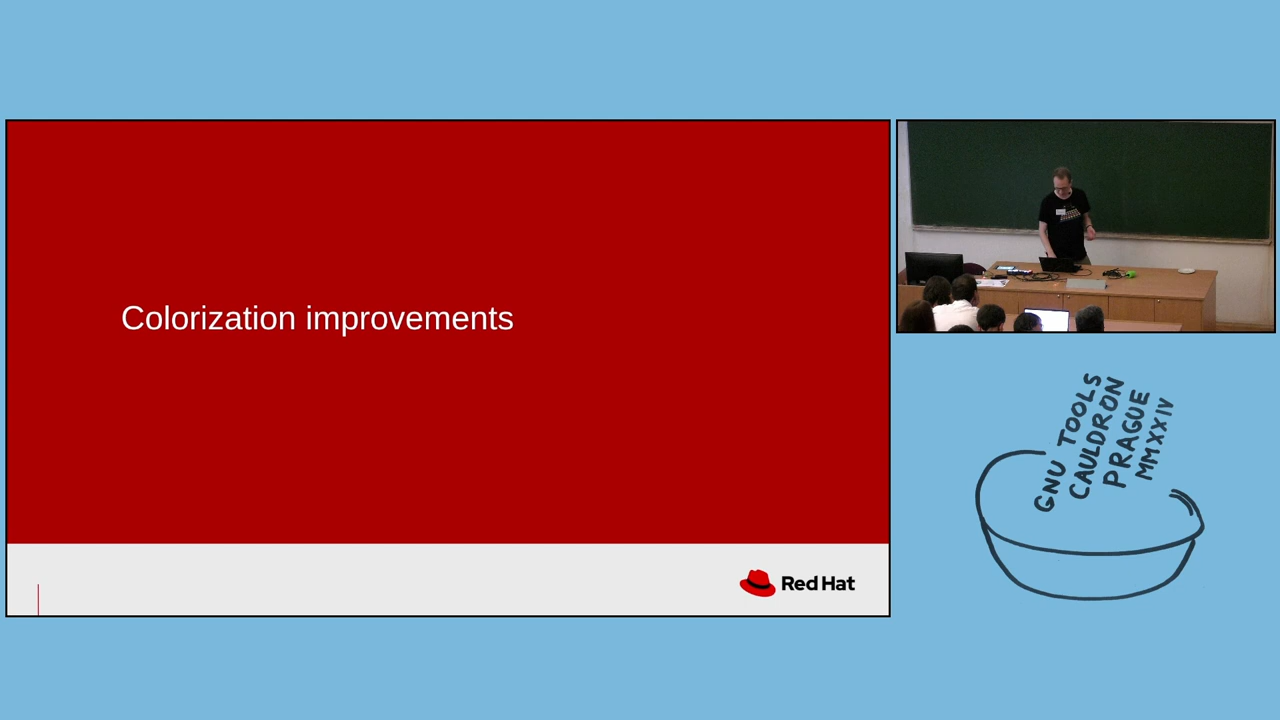 Colorization improvements
Red Hat
GNU TOOLS
CAULDRON
PRAGUE
MMXXIV